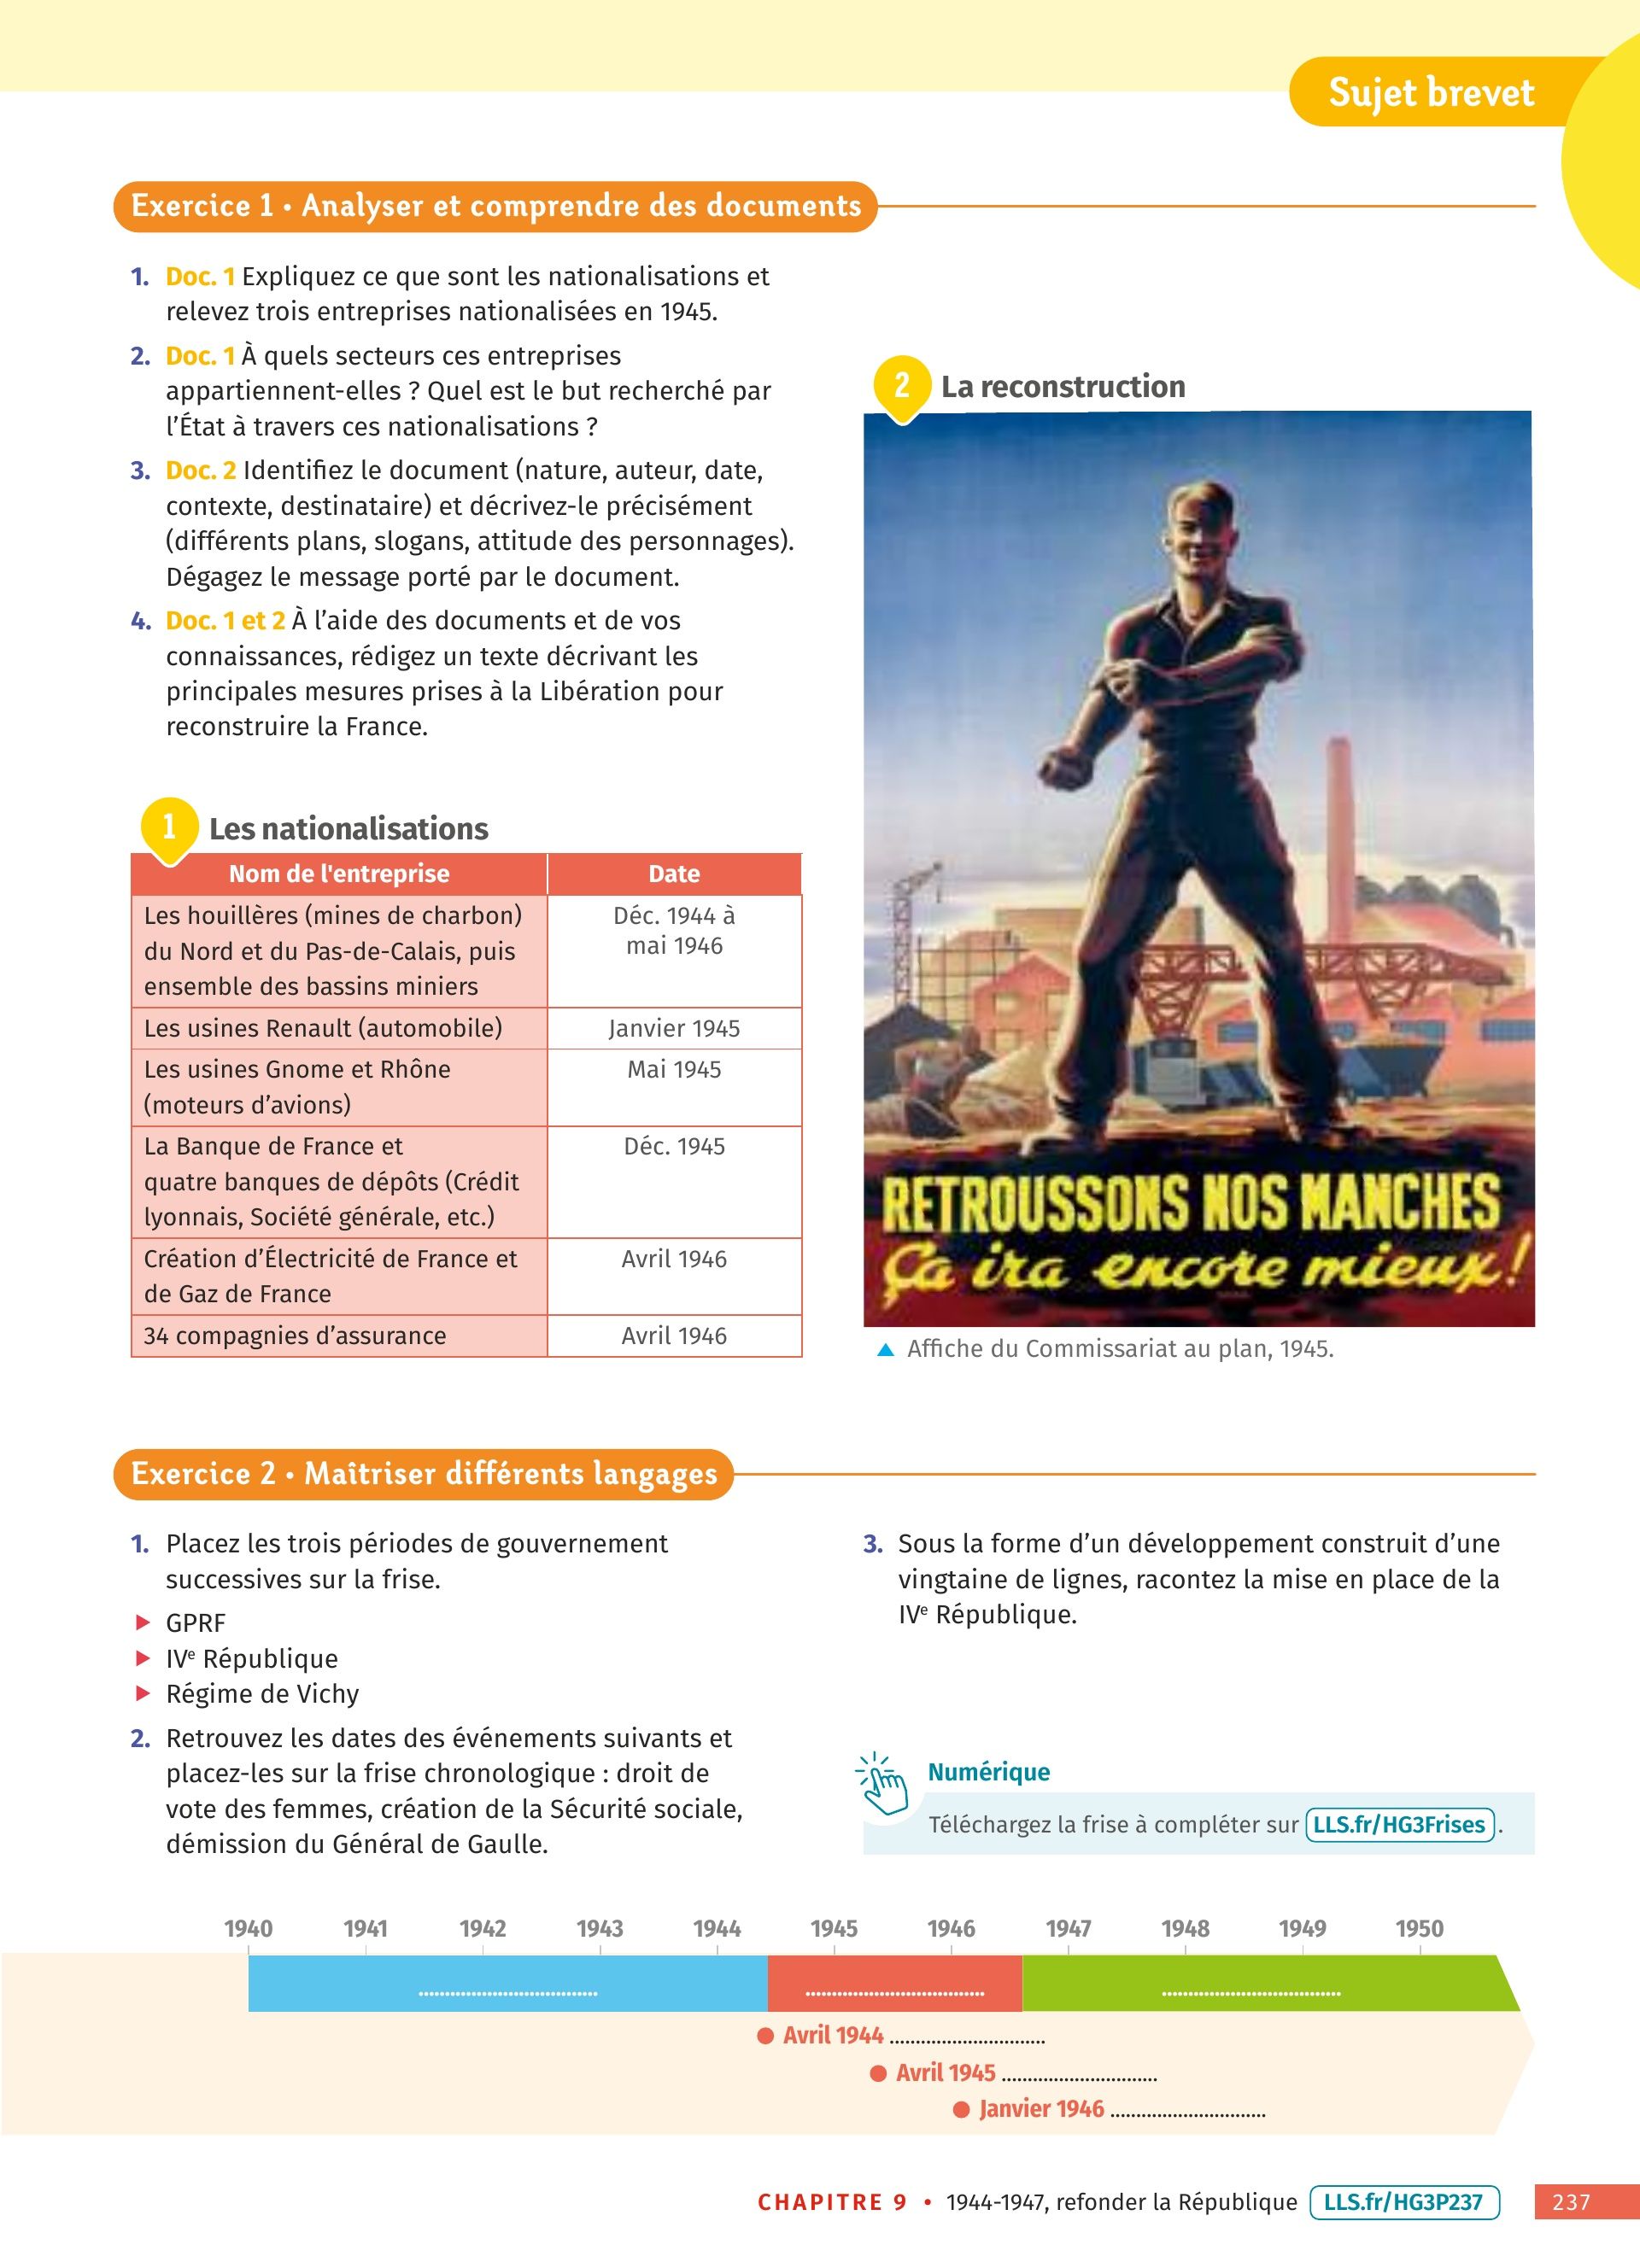 Sujet brevet
Exercice 1 • Analyser et comprendre des documents
1. Doc. 1 Expliquez ce que sont les nationalisations et
relevez trois entreprises nationalisées en 1945.
2. Doc. 1 À quels secteurs ces entreprises
appartiennent-elles ? Quel est le but recherché par
l’État à travers ces nationalisations ?
3. Doc. 2 Identifiez le document (nature, auteur, date,
contexte, destinataire) et décrivez-le précisément
(différents plans, slogans, attitude des personnages).
Dégagez le message porté par le document.
4. Doc. 1 et 2 À l’aide des documents et de vos
connaissances, rédigez un texte décrivant les
principales mesures prises à la Libération pour
reconstruire la France.
1 Les nationalisations
Nom de l'entreprise Date
Les houillères (mines de charbon) Déc. 1944 à
du Nord et du Pas-de-Calais, puis mai 1946
ensemble des bassins miniers
Les usines Renault (automobile) Janvier 1945
Les usines Gnome et Rhône Mai 1945
(moteurs d’avions)
La Banque de France et Déc. 1945
quatre banques de dépôts (Crédit
lyonnais, Société générale, etc.)
Création d’Électricité de France et Avril 1946
de Gaz de France
34 compagnies d’assurance Avril 1946
2 La reconstruction
RETROUSSONS NOS MANCHES
Ça ira encore mieux!
Affiche du Commissariat au plan, 1945.
Exercice 2 • Maîtriser différents langages
1. Placez les trois périodes de gouvernement
successives sur la frise.
GPRF
IVe République
Régime de Vichy
2. Retrouvez les dates des événements suivants et
placez-les sur la frise chronologique : droit de
vote des femmes, création de la Sécurité sociale,
démission du Général de Gaulle.
3. Sous la forme d’un développement construit d’une
vingtaine de lignes, racontez la mise en place de la
IVe République.
Numérique
Téléchargez la frise à compléter sur LLS.fr/HG3Frises .
1940 1941 1942 1943 1944 1945 1946 1947 1948 1949 1950
.................................. .................................. ..................................
Avril 1944 ..............................
Avril 1945 ..............................
Janvier 1946 ..............................
CHAPITRE 9 • 1944-1947, refonder la République LLS.fr/HG3P237 237